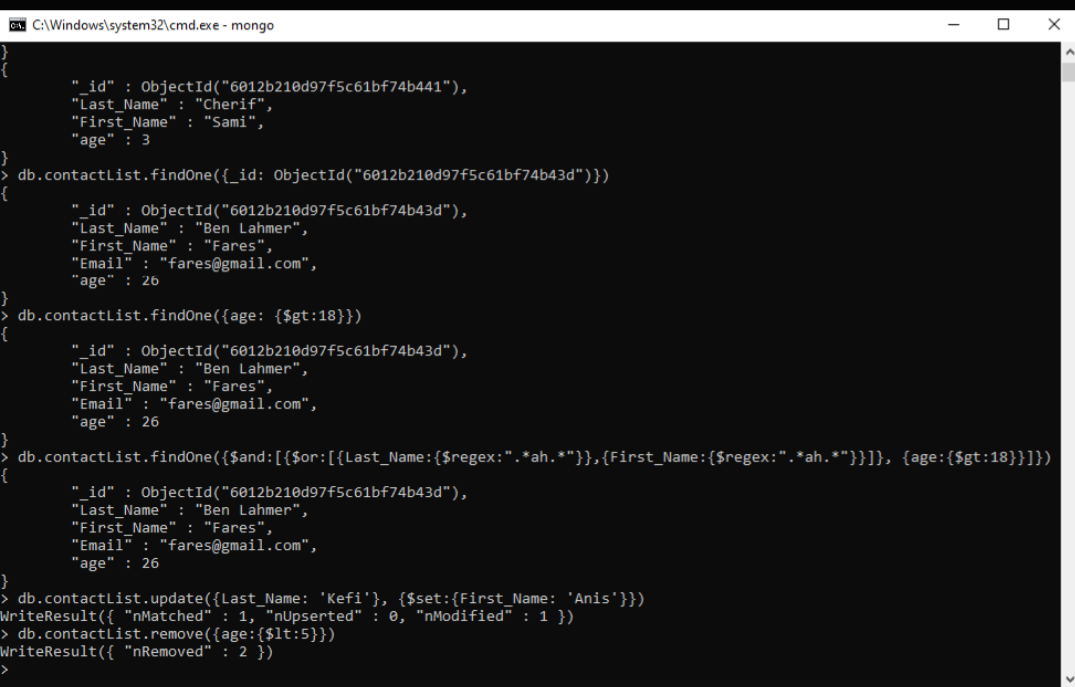 C:\Windows\system32\cmd.exe - mongo
}
{
        "_id" : ObjectId("6012b210d97f5c61bf74b441"),
        "Last_Name" : "Cherif",
        "First_Name" : "Sami",
        "age" : 3
}
> db.contactList.findOne({_id: ObjectId("6012b210d97f5c61bf74b43d")})
{
        "_id" : ObjectId("6012b210d97f5c61bf74b43d"),
        "Last_Name" : "Ben Lahmer",
        "First_Name" : "Fares",
        "Email" : "fares@gmail.com",
        "age" : 26
}
> db.contactList.findOne({age: {$gt:18}})
{
        "_id" : ObjectId("6012b210d97f5c61bf74b43d"),
        "Last_Name" : "Ben Lahmer",
        "First_Name" : "Fares",
        "Email" : "fares@gmail.com",
        "age" : 26
}
> db.contactList.findOne({$and:[{$or:[{Last_Name:{$regex:".*ah.*"}},{First_Name:{$regex:".*ah.*"}}]}, {age:{$gt:18}}]})
{
        "_id" : ObjectId("6012b210d97f5c61bf74b43d"),
        "Last_Name" : "Ben Lahmer",
        "First_Name" : "Fares",
        "Email" : "fares@gmail.com",
        "age" : 26
}
> db.contactList.update({Last_Name: 'Kefi'}, {$set:{First_Name: 'Anis'}})
WriteResult({ "nMatched" : 1, "nUpserted" : 0, "nModified" : 1 })
> db.contactList.remove({age:{$lt:5}})
WriteResult({ "nRemoved" : 2 })
>